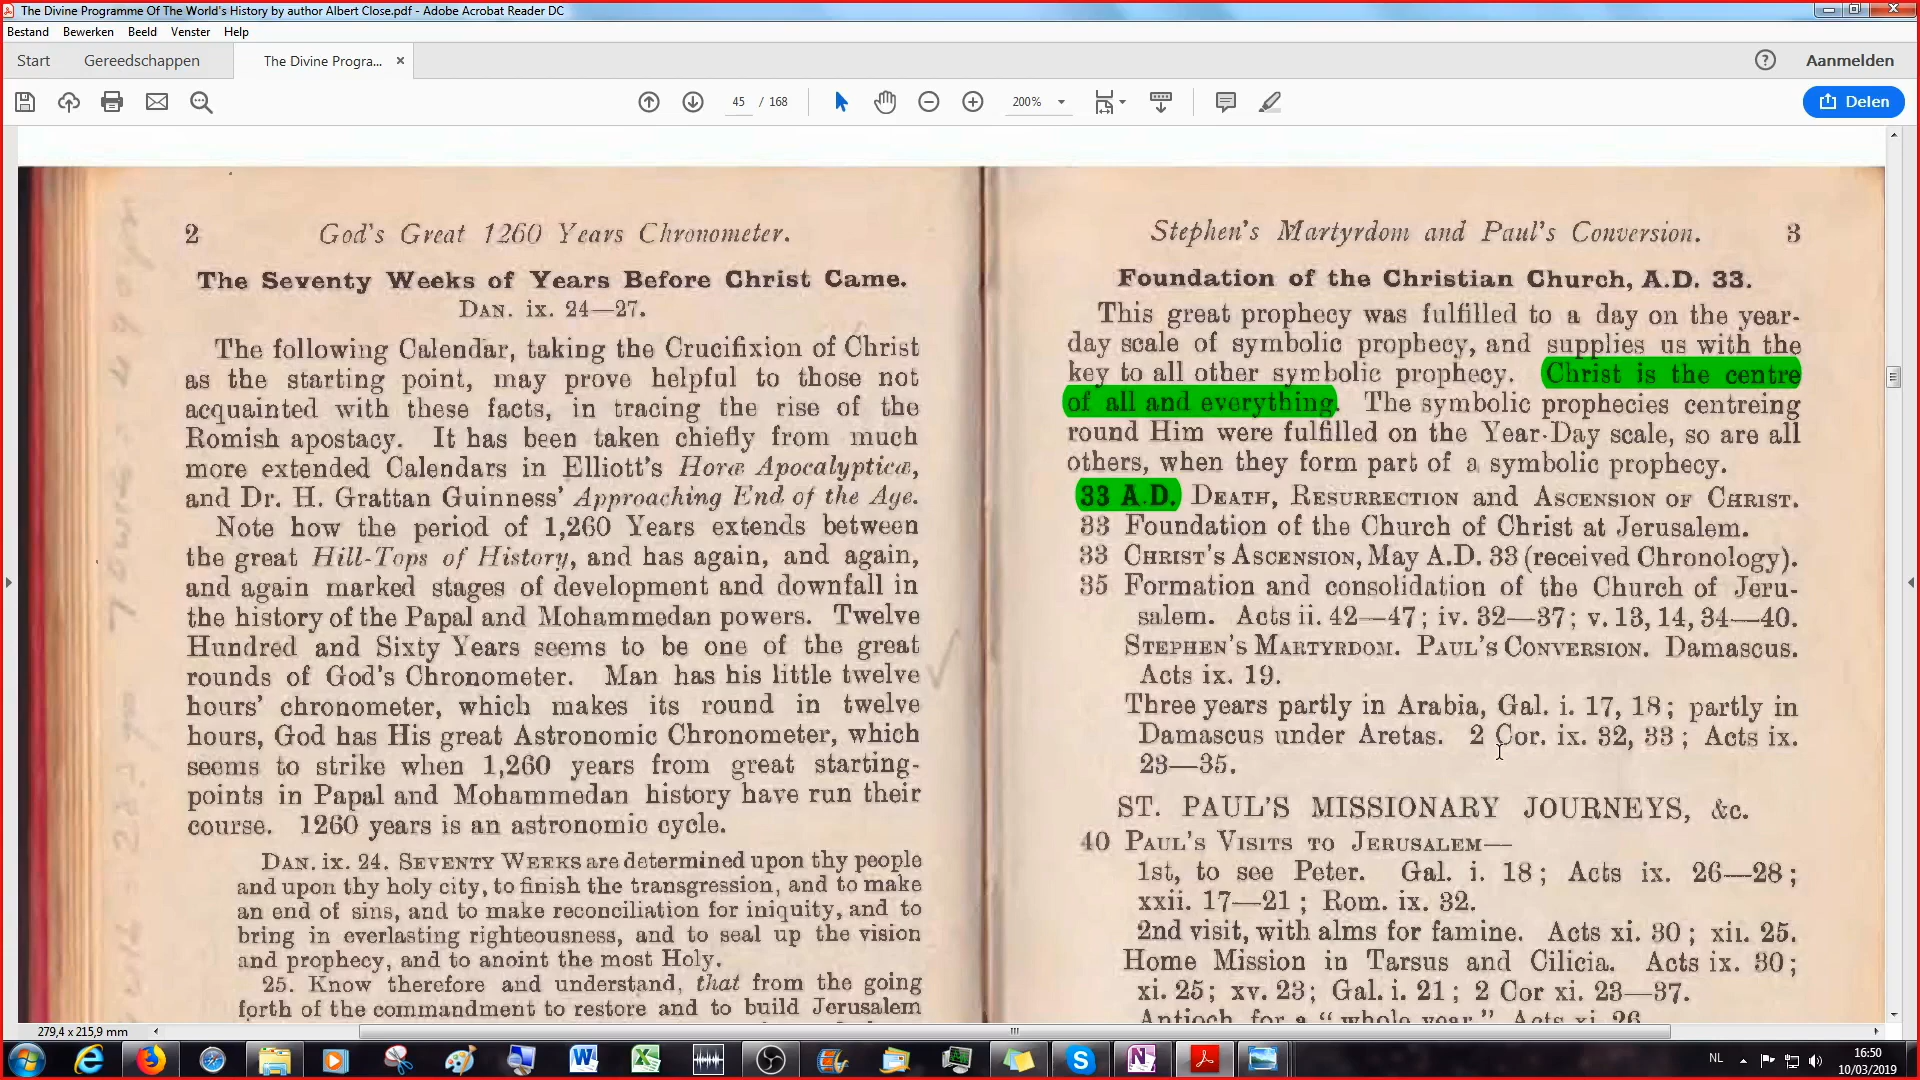 The Divine Programme Of The World's History by author Albert Close.pdf - Adobe Acrobat Reader DC
Bestand Bewerken Beeld Venster Help
Start Gereedschappen The Divine Progra... × Aanmelden
45 / 168 200% Delen
2 God's Great 1260 Years Chronometer.
The Seventy Weeks of Years Before Christ Came.
DAN. ix. 24—27.
The following Calendar, taking the Crucifixion of Christ
as the starting point, may prove helpful to those not
acquainted with these facts, in tracing the rise of the
Romish apostacy. It has been taken chiefly from much
more extended Calendars in Elliott's Horæ Apocalypticæ,
and Dr. H. Grattan Guinness' Approaching End of the Age.
Note how the period of 1,260 Years extends between
the great Hill-Tops of History, and has again, and again,
and again marked stages of development and downfall in
the history of the Papal and Mohammedan powers. Twelve
Hundred and Sixty Years seems to be one of the great
rounds of God's Chronometer. Man has his little twelve
hours' chronometer, which makes its round in twelve
hours, God has His great Astronomic Chronometer, which
seems to strike when 1,260 years from great starting-
points in Papal and Mohammedan history have run their
course. 1260 years is an astronomic cycle.
DAN. ix. 24. SEVENTY WEEKS are determined upon thy people
and upon thy holy city, to finish the transgression, and to make
an end of sins, and to make reconciliation for iniquity, and to
bring in everlasting righteousness, and to seal up the vision
and prophecy, and to anoint the most Holy.
25. Know therefore and understand, that from the going
forth of the commandment to restore and to build Jerusalem
Stephen's Martyrdom and Paul's Conversion. 3
Foundation of the Christian Church, A.D. 33.
This great prophecy was fulfilled to a day on the year-
day scale of symbolic prophecy, and supplies us with the
key to all other symbolic prophecy. Christ is the centre
of all and everything. The symbolic prophecies centreing
round Him were fulfilled on the Year-Day scale, so are all
others, when they form part of a symbolic prophecy.
33 A.D. DEATH, RESURRECTION and ASCENSION OF CHRIST.
33 Foundation of the Church of Christ at Jerusalem.
33 CHRIST'S ASCENSION, May A.D. 33 (received Chronology).
35 Formation and consolidation of the Church of Jeru-
salem. Acts ii. 42—47; iv. 32—37; v. 13, 14, 34—40.
STEPHEN'S MARTYRDOM. PAUL'S CONVERSION. Damascus.
Acts ix. 19.
Three years partly in Arabia, Gal. i. 17, 18; partly in
Damascus under Aretas. 2 Cor. ix. 32, 33; Acts ix.
23—35.
ST. PAUL'S MISSIONARY JOURNEYS, &c.
40 PAUL'S VISITS TO JERUSALEM—
1st, to see Peter. Gal. i. 18; Acts ix. 26—28;
xxii. 17—21; Rom. ix. 32.
2nd visit, with alms for famine. Acts xi. 30; xii. 25.
Home Mission in Tarsus and Cilicia. Acts ix. 30;
xi. 25; xv. 23; Gal. i. 21; 2 Cor xi. 23—37.
Antioch for a "whole year" Acts xi. 26
279,4 x 215,9 mm
NL 16:50
10/03/2019